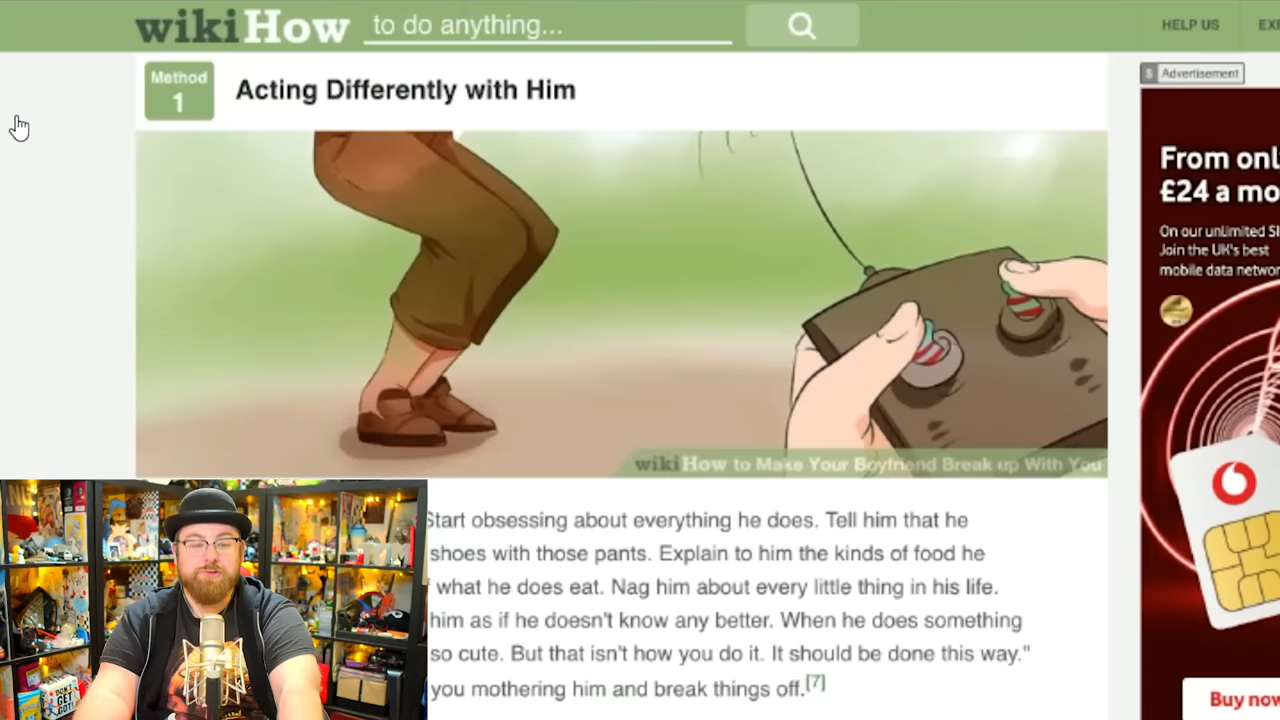 wikiHow to do anything...
HELP US
Method
1
Acting Differently with Him
S Advertisement
From onl
£24 a mo
On our unlimited SI
Join the UK's best
mobile data networ
wikiHow to Make Your Boyfriend Break up With You
Start obsessing about everything he does. Tell him that he
shoes with those pants. Explain to him the kinds of food he
what he does eat. Nag him about every little thing in his life.
him as if he doesn't know any better. When he does something
so cute. But that isn't how you do it. It should be done this way."
you mothering him and break things off.[7]
DON'T
GET
GOT!
Buy now